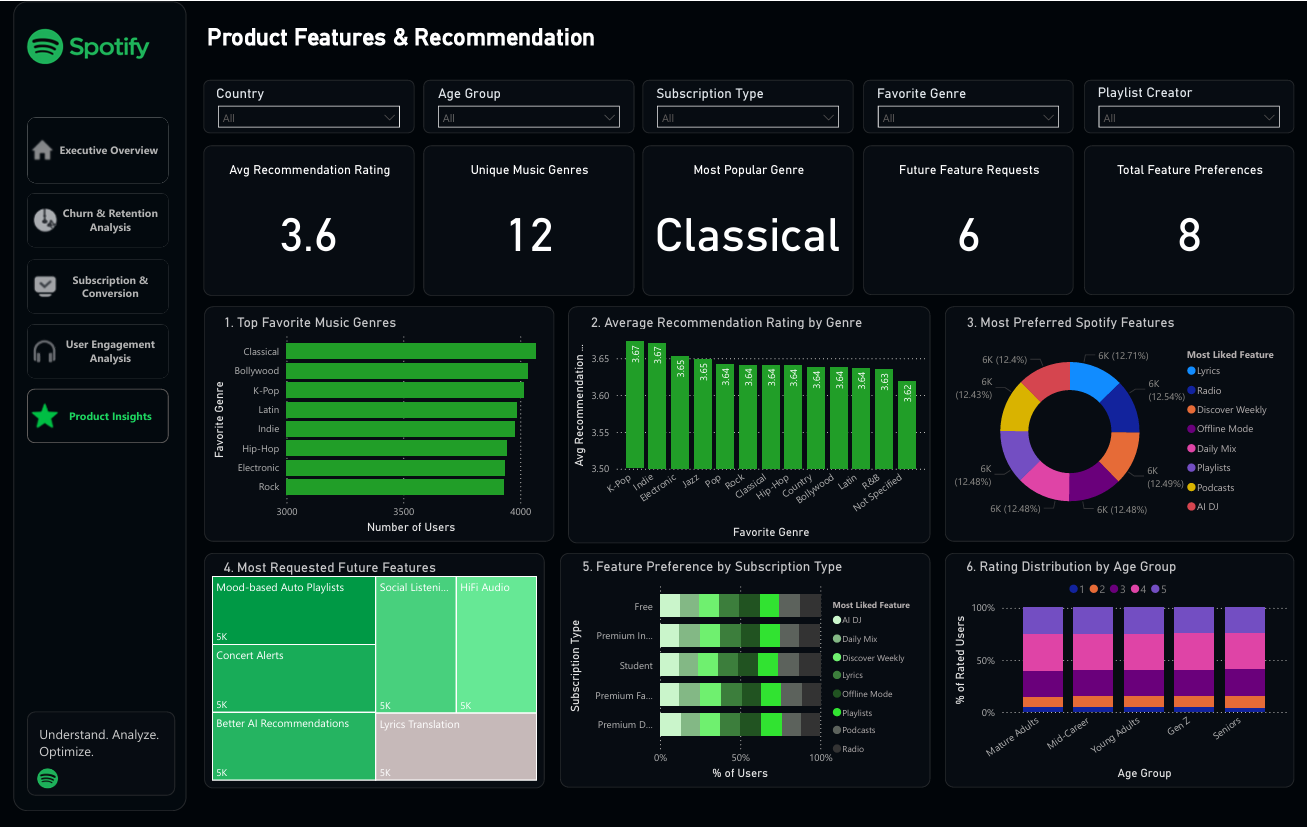 Spotify
Product Features & Recommendation
Country
All
Age Group
All
Subscription Type
All
Favorite Genre
All
Playlist Creator
All
Executive Overview
Churn & Retention
Analysis
Subscription &
Conversion
User Engagement
Analysis
Product Insights
Understand. Analyze.
Optimize.
Avg Recommendation Rating
3.6
Unique Music Genres
12
Most Popular Genre
Classical
Future Feature Requests
6
Total Feature Preferences
8
1. Top Favorite Music Genres
Favorite Genre
Classical
Bollywood
K-Pop
Latin
Indie
Hip-Hop
Electronic
Rock
3000 3500 4000
Number of Users
2. Average Recommendation Rating by Genre
Avg Recommendation ...
3.65
3.60
3.55
3.50
3.67 3.67 3.65 3.65 3.64 3.64 3.64 3.64 3.64 3.64 3.64 3.63 3.62
K-Pop Indie Electronic Jazz Pop Rock Classical Hip-Hop Country Bollywood Latin R&B Not Specified
Favorite Genre
3. Most Preferred Spotify Features
6K (12.71%)
6K
(12.54%)
6K
(12.49%)
6K (12.48%)
6K (12.48%)
6K
(12.48%)
6K
(12.43%)
6K (12.4%)
Most Liked Feature
Lyrics
Radio
Discover Weekly
Offline Mode
Daily Mix
Playlists
Podcasts
AI DJ
4. Most Requested Future Features
Mood-based Auto Playlists
5K
Concert Alerts
5K
Better AI Recommendations
5K
Social Listeni...
5K
HiFi Audio
5K
Lyrics Translation
5K
5. Feature Preference by Subscription Type
Subscription Type
Free
Premium In...
Student
Premium Fa...
Premium D...
0% 50% 100%
% of Users
Most Liked Feature
AI DJ
Daily Mix
Discover Weekly
Lyrics
Offline Mode
Playlists
Podcasts
Radio
6. Rating Distribution by Age Group
1 2 3 4 5
% of Rated Users
100%
50%
0%
Mature Adults Mid-Career Young Adults Gen Z Seniors
Age Group